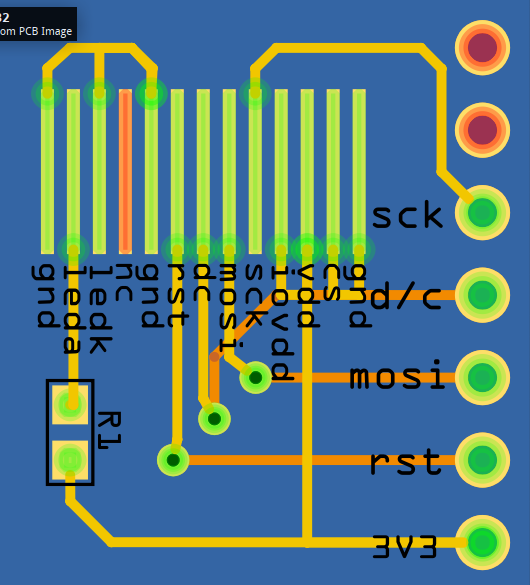 32
om PCB Image
sck
gnd
leda
ledk
nc
gnd
rst
dc
mosi
sck
iovdd
vdd
cs
gnd
d/c
mosi
R1
rst
3V3